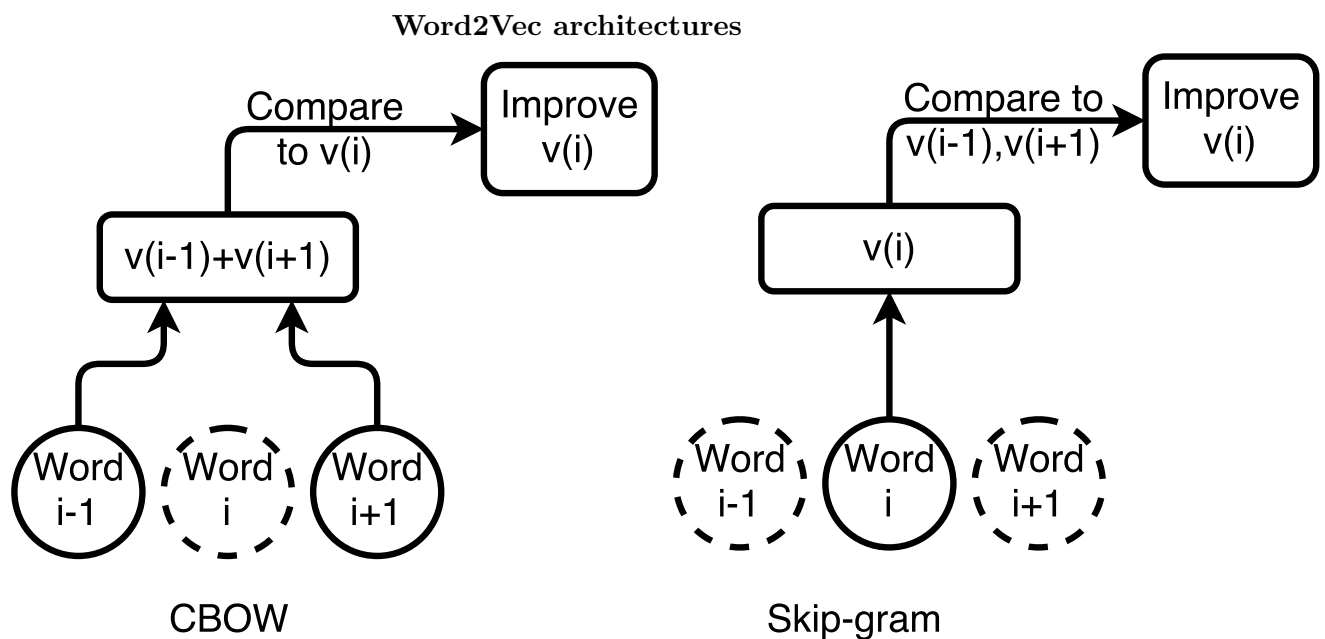 Word2Vec architectures
Compare
to v(i)
Improve
v(i)
v(i-1)+v(i+1)
Word
i-1
Word
i
Word
i+1
CBOW
Compare to
v(i-1),v(i+1)
Improve
v(i)
v(i)
Word
i-1
Word
i
Word
i+1
Skip-gram